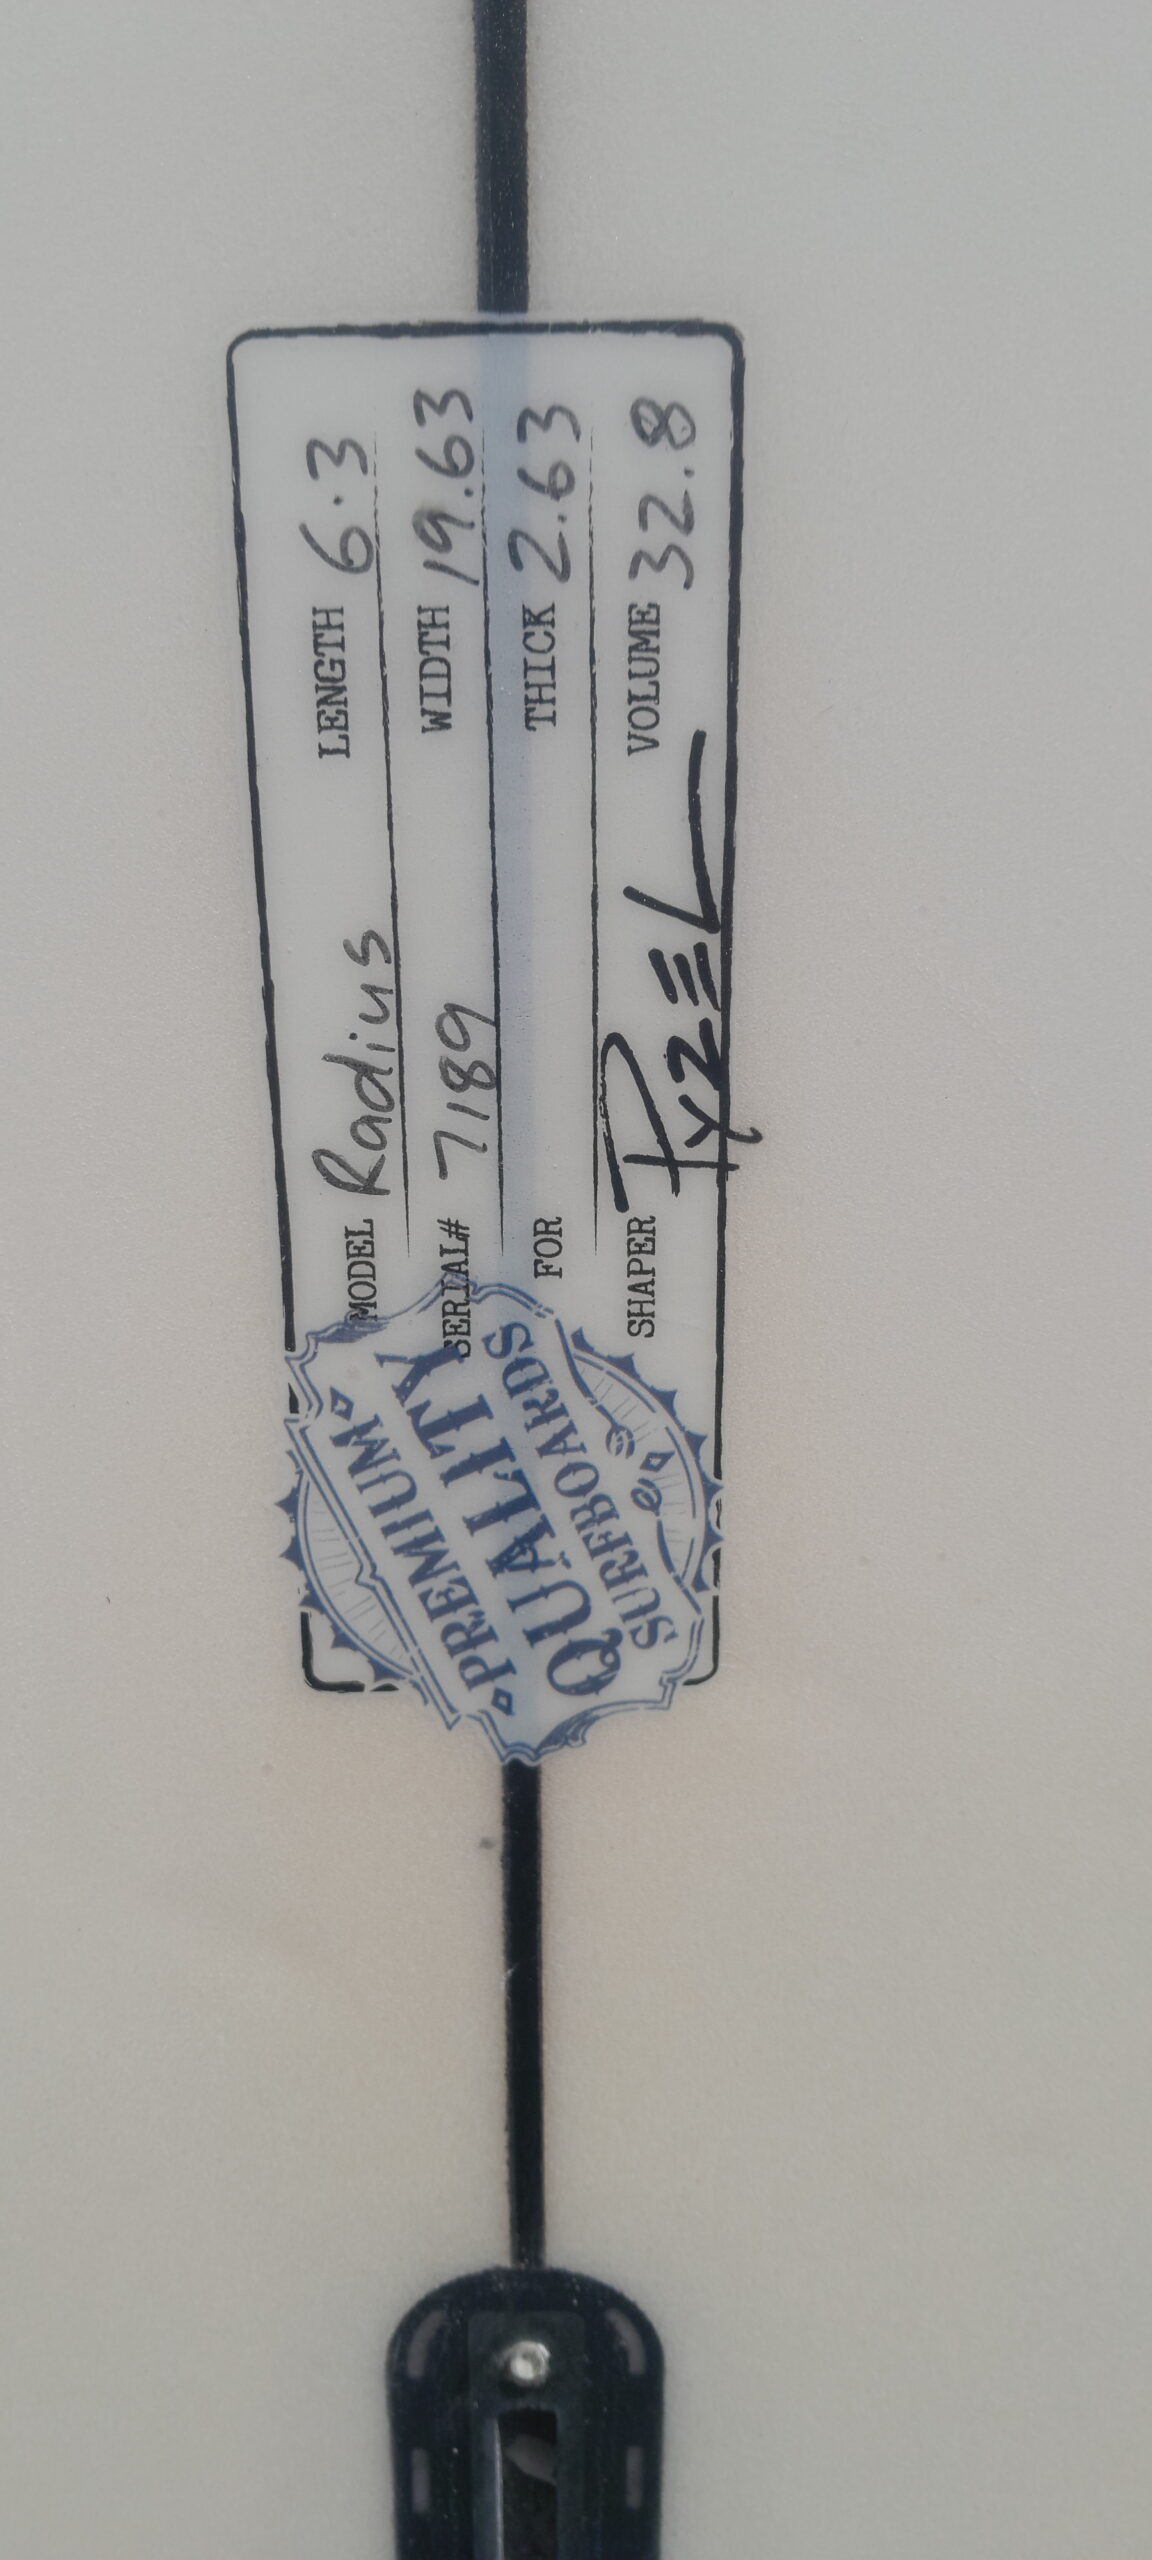 MODEL Radius LENGTH 6.3
SERIAL# 7189 WIDTH 19.63
FOR THICK 2.63
SHAPER PYZEL VOLUME 32.8
PREMIUM
QUALITY
SURFBOARDS